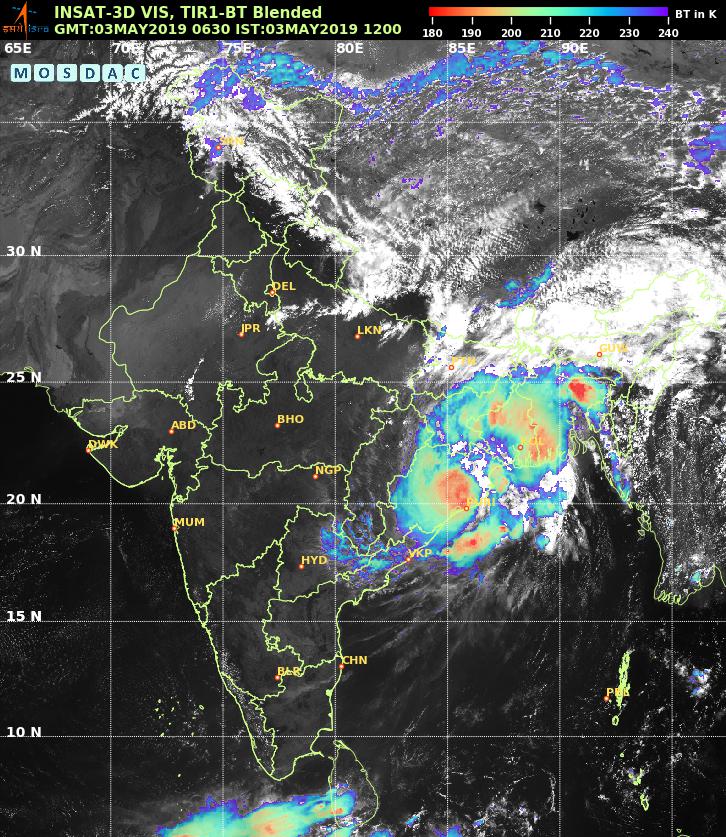 INSAT-3D VIS, TIR1-BT Blended
GMT:03MAY2019 0630 IST:03MAY2019 1200
BT in K
180 190 200 210 220 230 240
65E 70E 75E 80E 85E 90E
MOSDAC
30 N
DEL
JPR
LKN
GUW
25 N
ABD
BHO
DWK
KOL
NGP
20 N
MUM
VKP
HYD
15 N
CHN
BLR
PBL
10 N